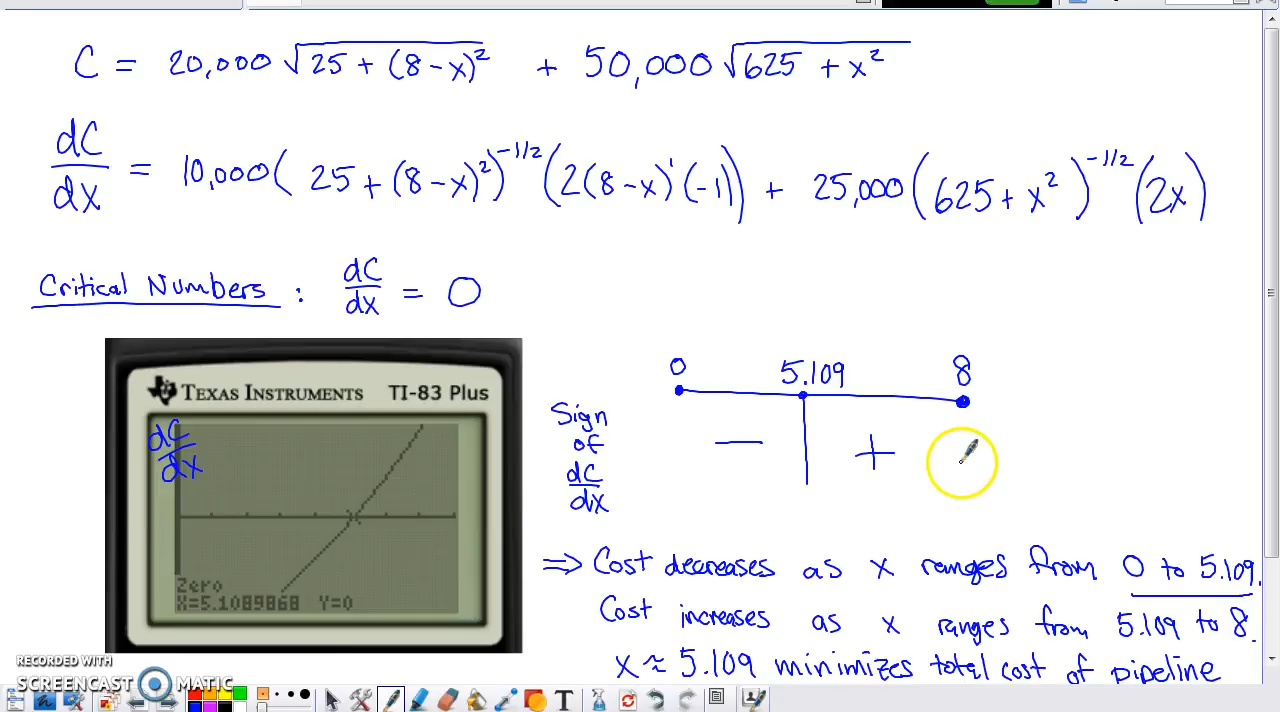 C = 20,000 √25 + (8 - x)² + 50,000 √625 + x²
dC/dx = 10,000 ( 25 + (8 - x)²)^-1/2 (2(8 - x)¹(-1)) + 25,000 (625 + x²)^-1/2 (2x)
Critical Numbers : dC/dx = 0
TEXAS INSTRUMENTS TI-83 Plus
dC/dx
Zero
X=5.1089868 Y=0
0 5.109 8
Sign
of
dC/dx
− +
⇒ Cost decreases as x ranges from 0 to 5.109.
Cost increases as x ranges from 5.109 to 8.
x ≈ 5.109 minimizes total cost of pipeline
RECORDED WITH
SCREENCAST MATIC